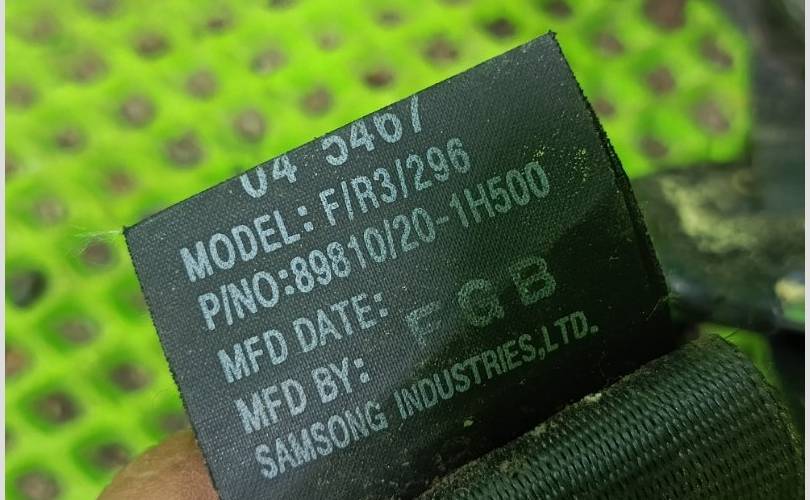 04 5467
MODEL: F/R3/296
P/NO:89810/20-1H500
MFD DATE: FGB
MFD BY:
SAMSONG INDUSTRIES,LTD.